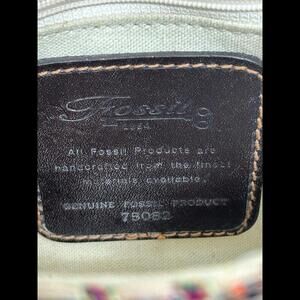 Fossil
1954
All Fossil Products are
handcrafted from the finest
materials available.
GENUINE FOSSIL PRODUCT
75082